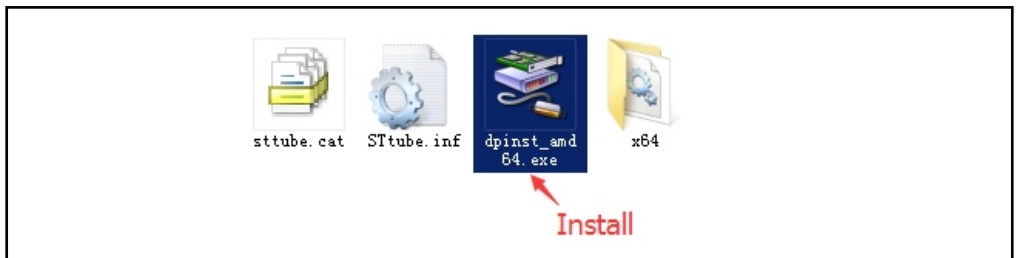 sttube.cat
STtube.inf
dpinst_amd
64.exe
x64
Install